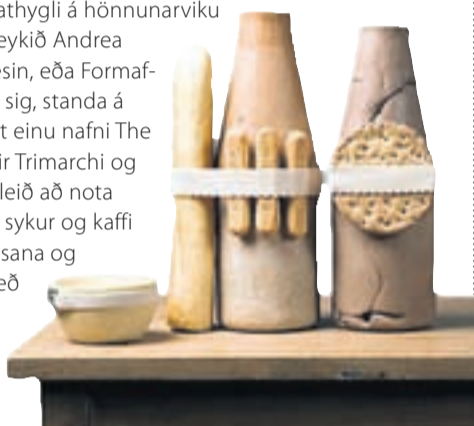 athygli á hönnunarviku
eykið Andrea
esin, eða Formaf-
sig, standa á
t einu nafni The
ir Trimarchi og
leið að nota
sykur og kaffi
sana og
eð